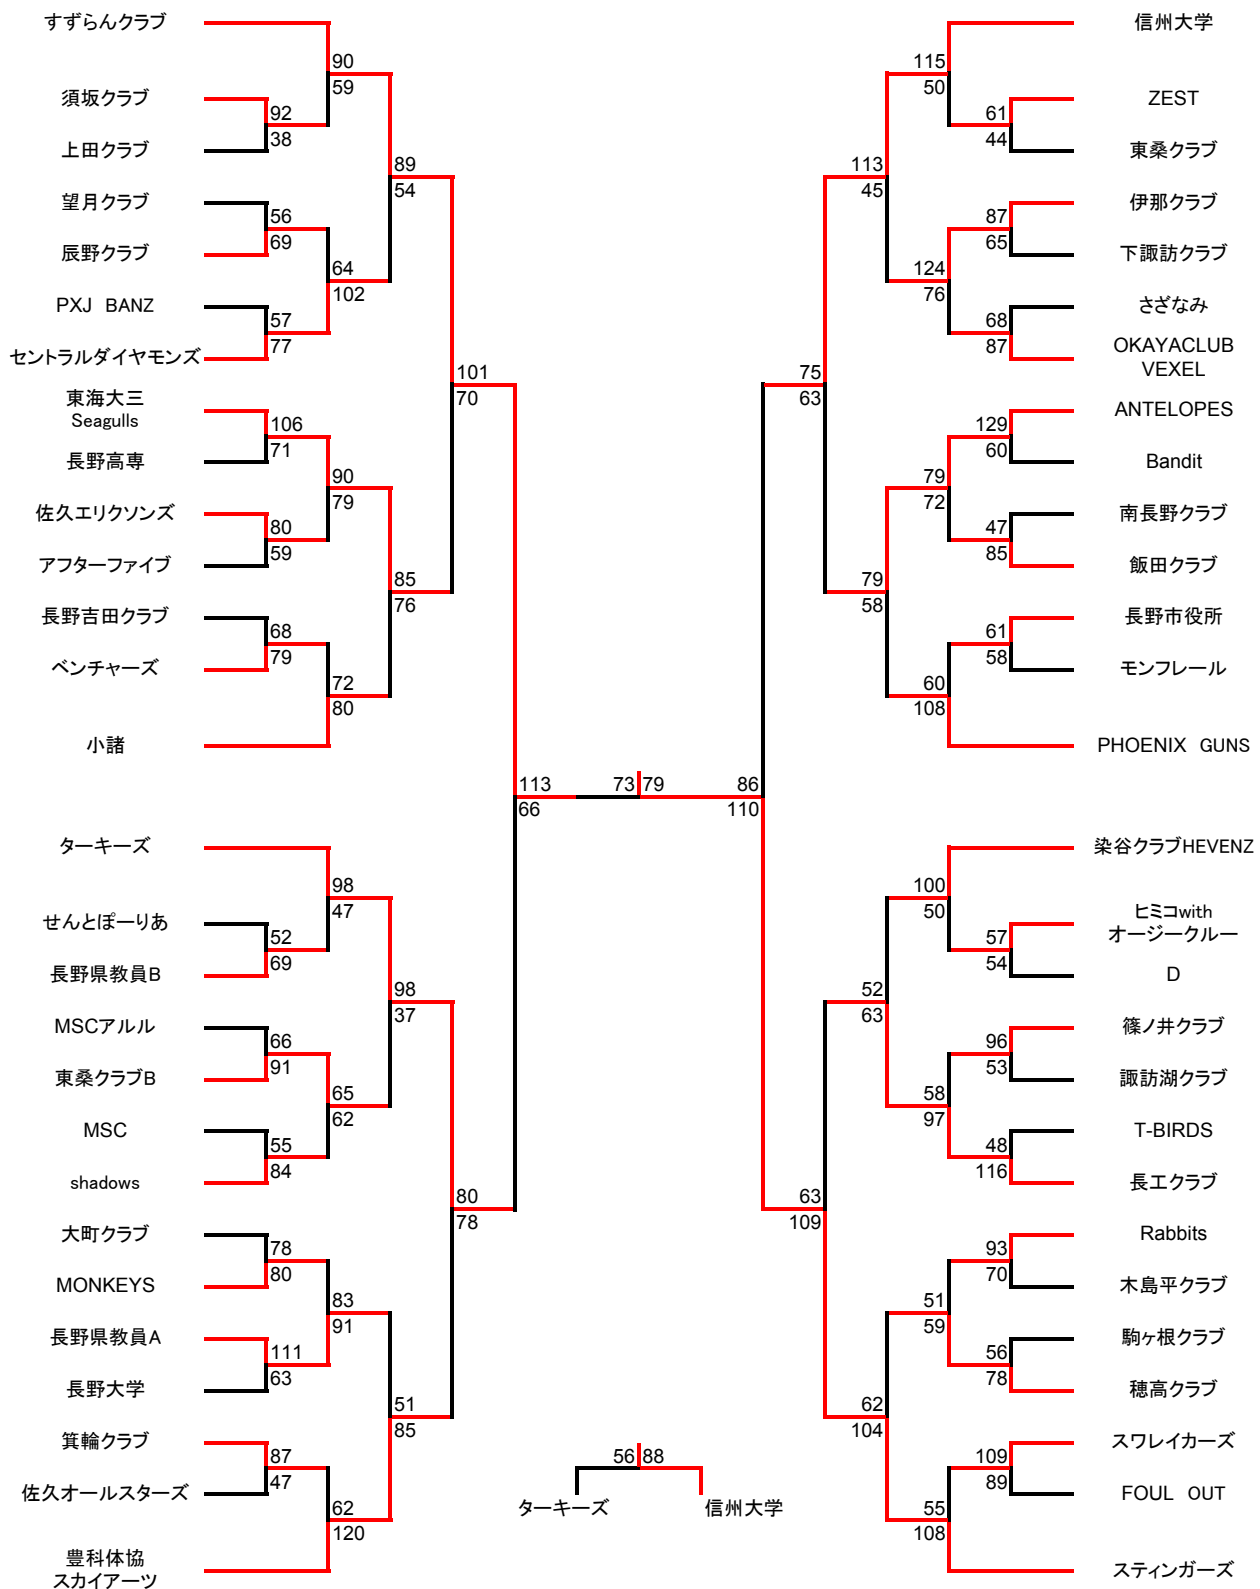 すずらんクラブ
90
59
須坂クラブ
92
38
上田クラブ
89
54
望月クラブ
56
69
辰野クラブ
64
102
PXJ BANZ
57
77
セントラルダイヤモンズ
101
70
東海大三
Seagulls
106
71
長野高専
90
79
佐久エリクソンズ
80
59
アフターファイブ
85
76
長野吉田クラブ
68
79
ベンチャーズ
72
80
小諸
113
66
73
79
ターキーズ
98
47
せんとぽーりあ
52
69
長野県教員B
98
37
MSCアルル
66
91
東桑クラブB
65
62
MSC
55
84
shadows
80
78
大町クラブ
78
80
MONKEYS
83
91
長野県教員A
111
63
長野大学
51
85
箕輪クラブ
87
47
佐久オールスターズ
62
120
豊科体協
スカイアーツ
56
88
ターキーズ
信州大学
信州大学
115
50
ZEST
61
44
東桑クラブ
113
45
伊那クラブ
87
65
下諏訪クラブ
124
76
さざなみ
68
87
OKAYACLUB
VEXEL
75
63
ANTELOPES
129
60
Bandit
79
72
南長野クラブ
47
85
飯田クラブ
79
58
長野市役所
61
58
モンフレール
60
108
PHOENIX GUNS
86
110
染谷クラブHEVENZ
100
50
ヒミコwith
オージークルー
57
54
D
52
63
篠ノ井クラブ
96
53
諏訪湖クラブ
58
97
T-BIRDS
48
116
長エクラブ
63
109
Rabbits
93
70
木島平クラブ
51
59
駒ヶ根クラブ
56
78
穂高クラブ
62
104
スワレイカーズ
109
89
FOUL OUT
55
108
スティンガーズ